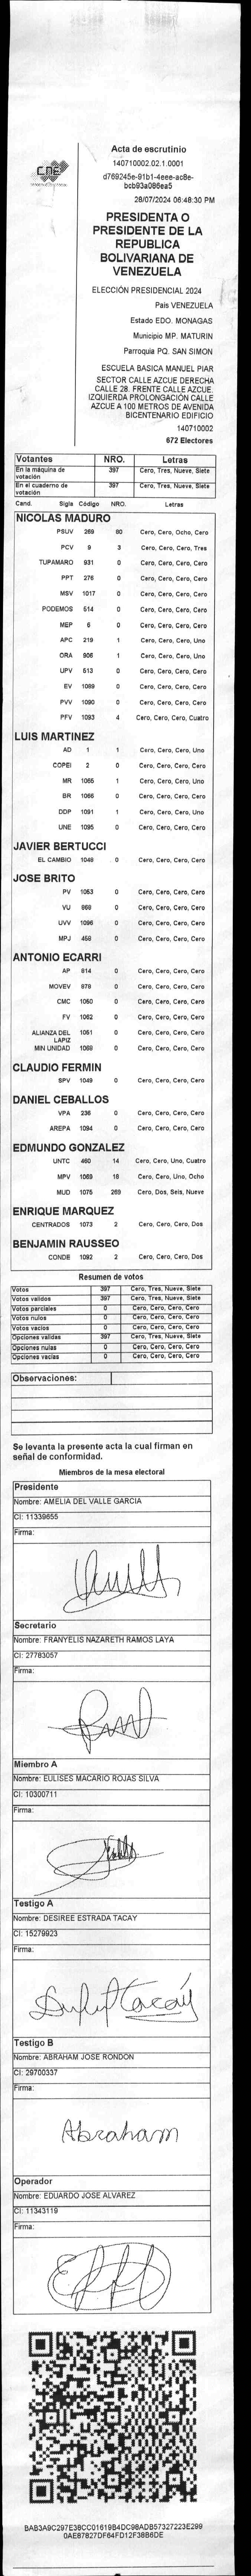 CNE
Acta de escrutinio
140710002.02.1.0001
d769245e-91b1-4eee-ac8e-
bcb93a086ea5
28/07/2024 06:48:30 PM
PRESIDENTA O
PRESIDENTE DE LA
REPUBLICA
BOLIVARIANA DE
VENEZUELA
ELECCIÓN PRESIDENCIAL 2024
País VENEZUELA
Estado EDO. MONAGAS
Municipio MP. MATURIN
Parroquia PQ. SAN SIMON
ESCUELA BASICA MANUEL PIAR
SECTOR CALLE AZCUE DERECHA
CALLE 28. FRENTE CALLE AZCUE.
IZQUIERDA PROLONGACIÓN CALLE
AZCUE A 100 METROS DE AVENIDA
BICENTENARIO EDIFICIO
140710002
672 Electores
Votantes NRO. Letras
En la máquina de votación 397 Cero, Tres, Nueve, Siete
En el cuaderno de votación 397 Cero, Tres, Nueve, Siete
Cand. Sigla Código NRO. Letras
NICOLAS MADURO
PSUV 269 80 Cero, Cero, Ocho, Cero
PCV 9 3 Cero, Cero, Cero, Tres
TUPAMARO 931 0 Cero, Cero, Cero, Cero
PPT 276 0 Cero, Cero, Cero, Cero
MSV 1017 0 Cero, Cero, Cero, Cero
PODEMOS 514 0 Cero, Cero, Cero, Cero
MEP 6 0 Cero, Cero, Cero, Cero
APC 219 1 Cero, Cero, Cero, Uno
ORA 906 1 Cero, Cero, Cero, Uno
UPV 613 0 Cero, Cero, Cero, Cero
EV 1089 0 Cero, Cero, Cero, Cero
PVV 1090 0 Cero, Cero, Cero, Cero
PFV 1093 4 Cero, Cero, Cero, Cuatro
LUIS MARTINEZ
AD 1 1 Cero, Cero, Cero, Uno
COPEI 2 0 Cero, Cero, Cero, Cero
MR 1065 1 Cero, Cero, Cero, Uno
BR 1066 0 Cero, Cero, Cero, Cero
DDP 1091 1 Cero, Cero, Cero, Uno
UNE 1095 0 Cero, Cero, Cero, Cero
JAVIER BERTUCCI
EL CAMBIO 1048 0 Cero, Cero, Cero, Cero
JOSE BRITO
PV 1053 0 Cero, Cero, Cero, Cero
VU 868 0 Cero, Cero, Cero, Cero
UVV 1096 0 Cero, Cero, Cero, Cero
MPJ 458 0 Cero, Cero, Cero, Cero
ANTONIO ECARRI
AP 814 0 Cero, Cero, Cero, Cero
MOVEV 878 0 Cero, Cero, Cero, Cero
CMC 1050 0 Cero, Cero, Cero, Cero
FV 1062 0 Cero, Cero, Cero, Cero
ALIANZA DEL LAPIZ 1051 0 Cero, Cero, Cero, Cero
MIN UNIDAD 1068 0 Cero, Cero, Cero, Cero
CLAUDIO FERMIN
SPV 1049 0 Cero, Cero, Cero, Cero
DANIEL CEBALLOS
VPA 236 0 Cero, Cero, Cero, Cero
AREPA 1094 0 Cero, Cero, Cero, Cero
EDMUNDO GONZALEZ
UNTC 460 14 Cero, Cero, Uno, Cuatro
MPV 1069 18 Cero, Cero, Uno, Ocho
MUD 1075 269 Cero, Dos, Seis, Nueve
ENRIQUE MARQUEZ
CENTRADOS 1073 2 Cero, Cero, Cero, Dos
BENJAMIN RAUSSEO
CONDE 1092 2 Cero, Cero, Cero, Dos
Resumen de votos
Votos 397 Cero, Tres, Nueve, Siete
Votos validos 397 Cero, Tres, Nueve, Siete
Votos parciales 0 Cero, Cero, Cero, Cero
Votos nulos 0 Cero, Cero, Cero, Cero
Votos vacíos 0 Cero, Cero, Cero, Cero
Opciones validas 397 Cero, Tres, Nueve, Siete
Opciones nulas 0 Cero, Cero, Cero, Cero
Opciones vacías 0 Cero, Cero, Cero, Cero
Observaciones:
Se levanta la presente acta la cual firman en
señal de conformidad.
Miembros de la mesa electoral
Presidente
Nombre: AMELIA DEL VALLE GARCIA
CI: 11339655
Firma:
Secretario
Nombre: FRANYELIS NAZARETH RAMOS LAYA
CI: 27783057
Firma:
Miembro A
Nombre: EULISES MACARIO ROJAS SILVA
CI: 10300711
Firma:
Testigo A
Nombre: DESIREE ESTRADA TACAY
CI: 15279923
Firma:
Testigo B
Nombre: ABRAHAM JOSE RONDON
CI: 29700337
Firma:
Abraham
Operador
Nombre: EDUARDO JOSE ALVAREZ
CI: 11343119
Firma:
BAB3A9C297E38CC01619B4DC98ADB57327223E299
0AE87827DF64FD12F38B6DE